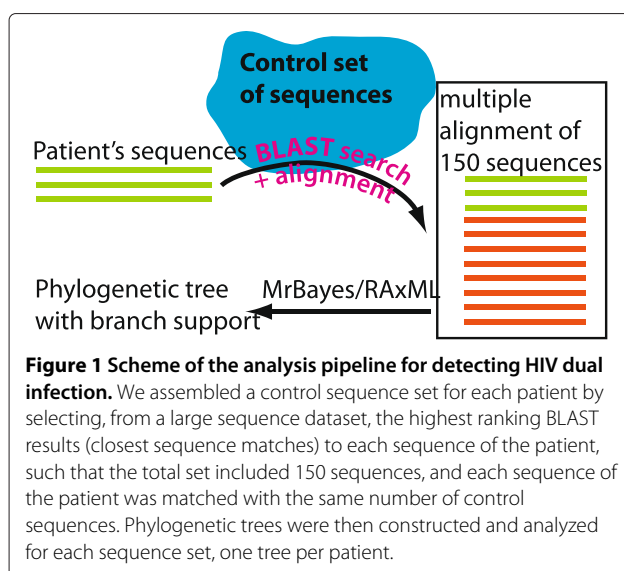 Control set
of sequences
multiple
alignment of
150 sequences
Patient's sequences
BLAST search
+ alignment
Phylogenetic tree
with branch support
MrBayes/RAxML
Figure 1 Scheme of the analysis pipeline for detecting HIV dual
infection. We assembled a control sequence set for each patient by
selecting, from a large sequence dataset, the highest ranking BLAST
results (closest sequence matches) to each sequence of the patient,
such that the total set included 150 sequences, and each sequence of
the patient was matched with the same number of control
sequences. Phylogenetic trees were then constructed and analyzed
for each sequence set, one tree per patient.